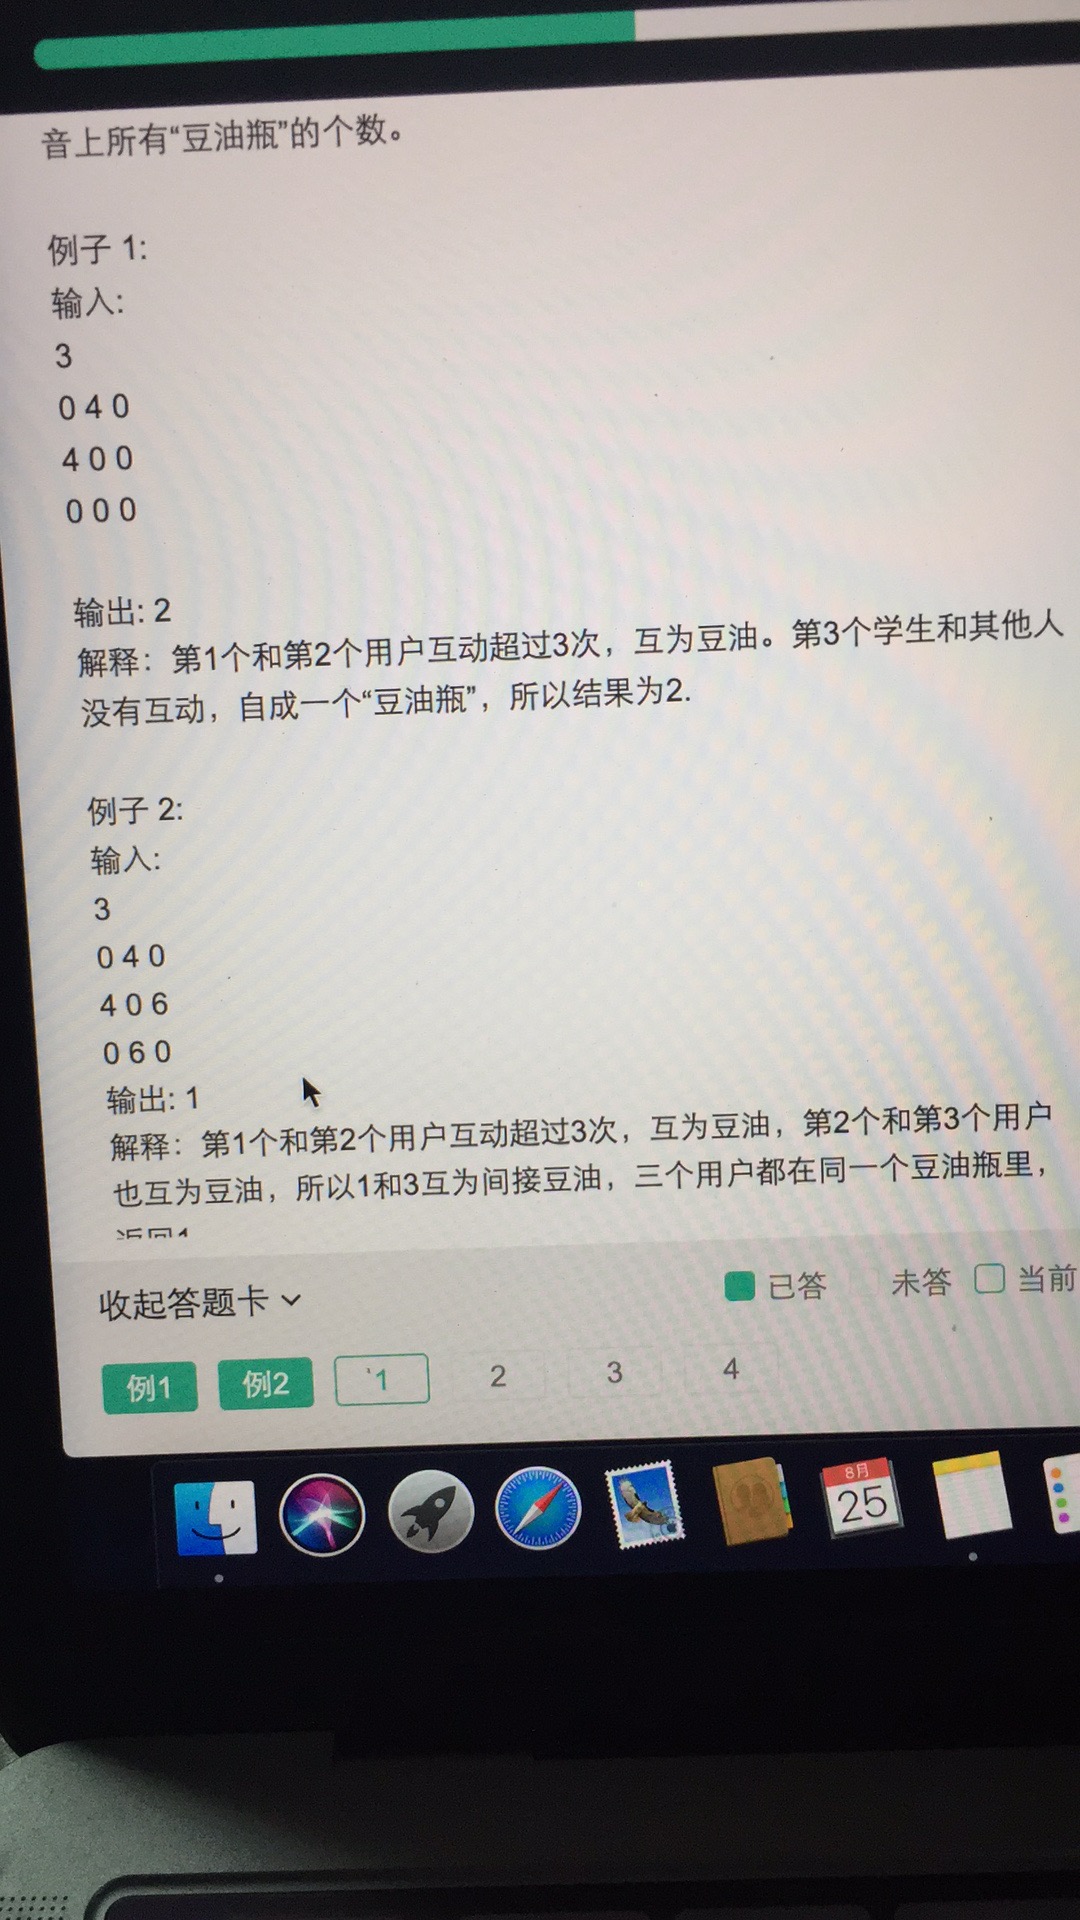 音上所有“豆油瓶”的个数。
例子 1:
输入:
3
0 4 0
4 0 0
0 0 0
输出: 2
解释：第1个和第2个用户互动超过3次，互为豆油。第3个学生和其他人
没有互动，自成一个“豆油瓶”，所以结果为2.
例子 2:
输入:
3
0 4 0
4 0 6
0 6 0
输出: 1
解释：第1个和第2个用户互动超过3次，互为豆油，第2个和第3个用户
也互为豆油，所以1和3互为间接豆油，三个用户都在同一个豆油瓶里，
返回1
收起答题卡
已答 未答 当前
例1 例2 1 2 3 4
8月
25